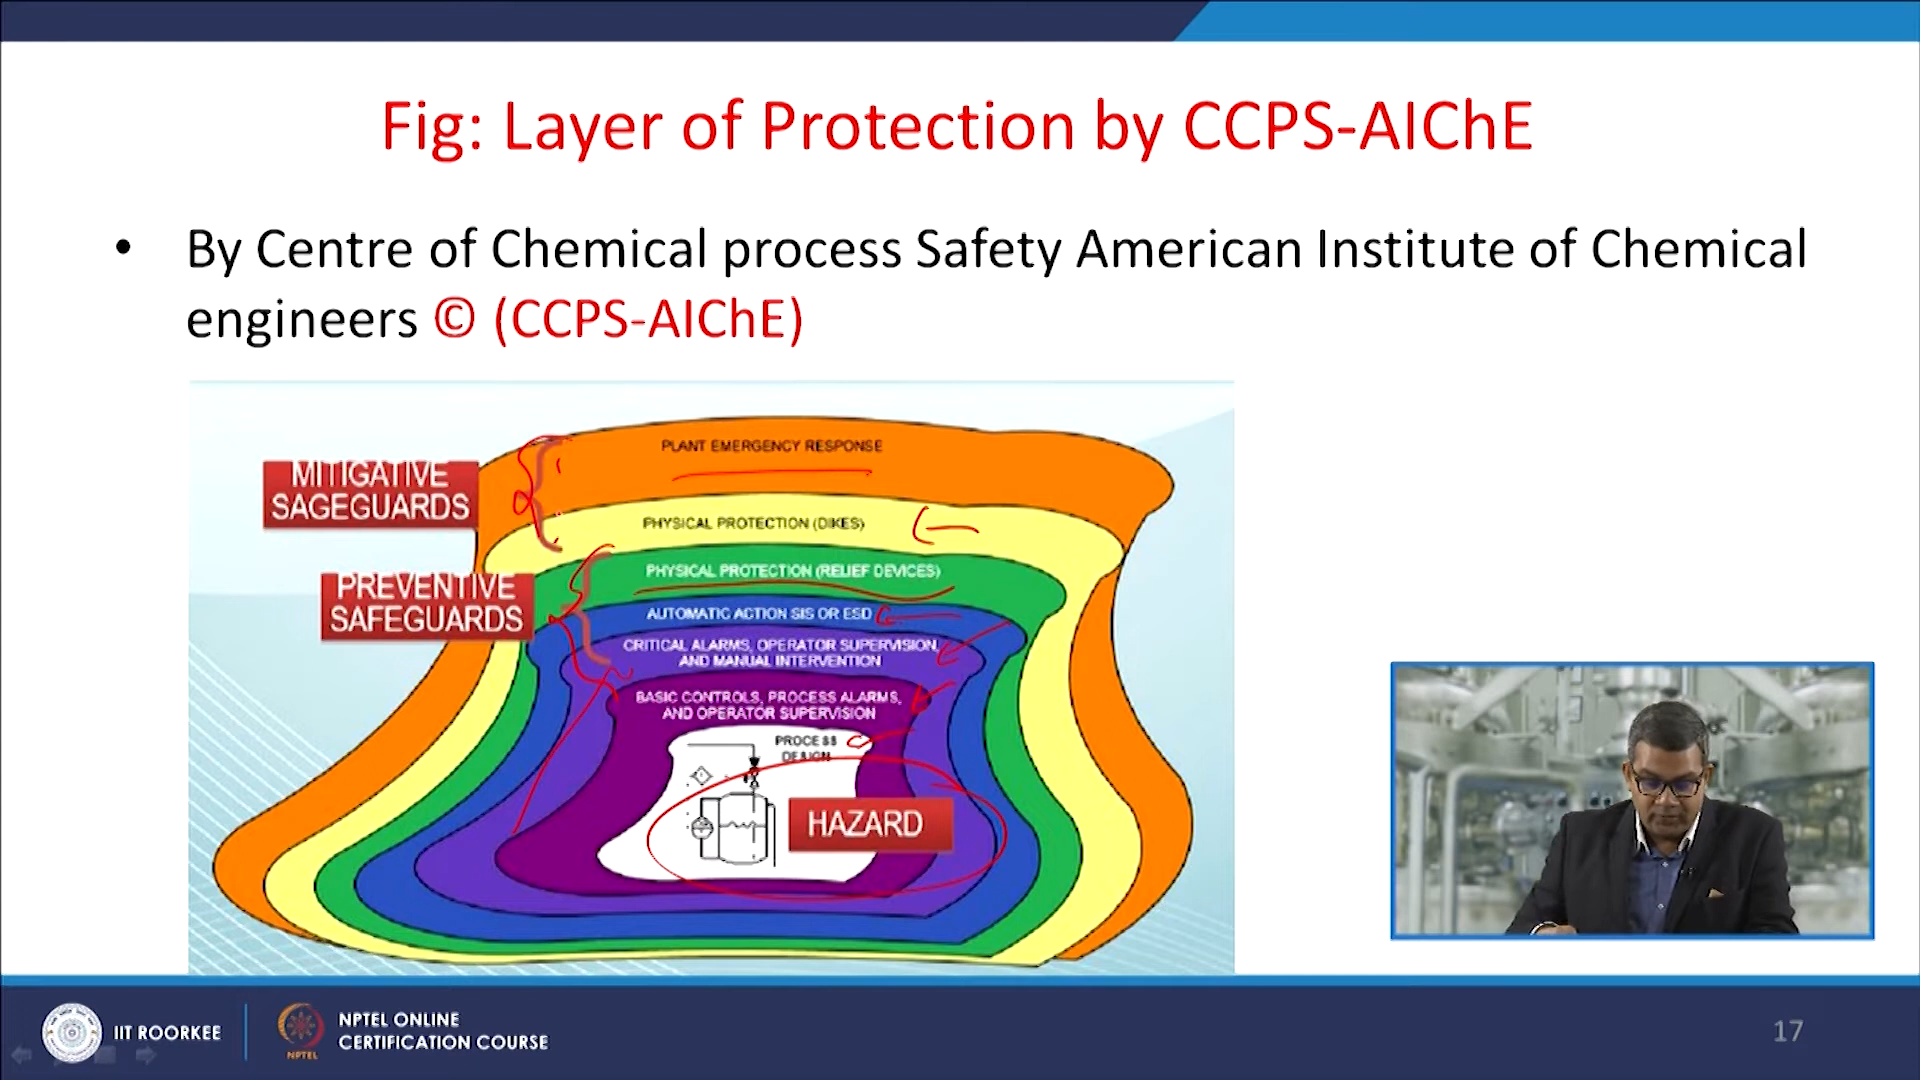 Fig: Layer of Protection by CCPS-AIChE
• By Centre of Chemical process Safety American Institute of Chemical
engineers © (CCPS-AIChE)
PLANT EMERGENCY RESPONSE
MITIGATIVE
SAGEGUARDS
PHYSICAL PROTECTION (DIKES)
PHYSICAL PROTECTION (RELIEF DEVICES)
PREVENTIVE
SAFEGUARDS
AUTOMATIC ACTION SIS OR ESD
CRITICAL ALARMS, OPERATOR SUPERVISION,
AND MANUAL INTERVENTION
BASIC CONTROLS, PROCESS ALARMS,
AND OPERATOR SUPERVISION
PROCESS
DESIGN
HAZARD
IIT ROORKEE
NPTEL
NPTEL ONLINE
CERTIFICATION COURSE
17